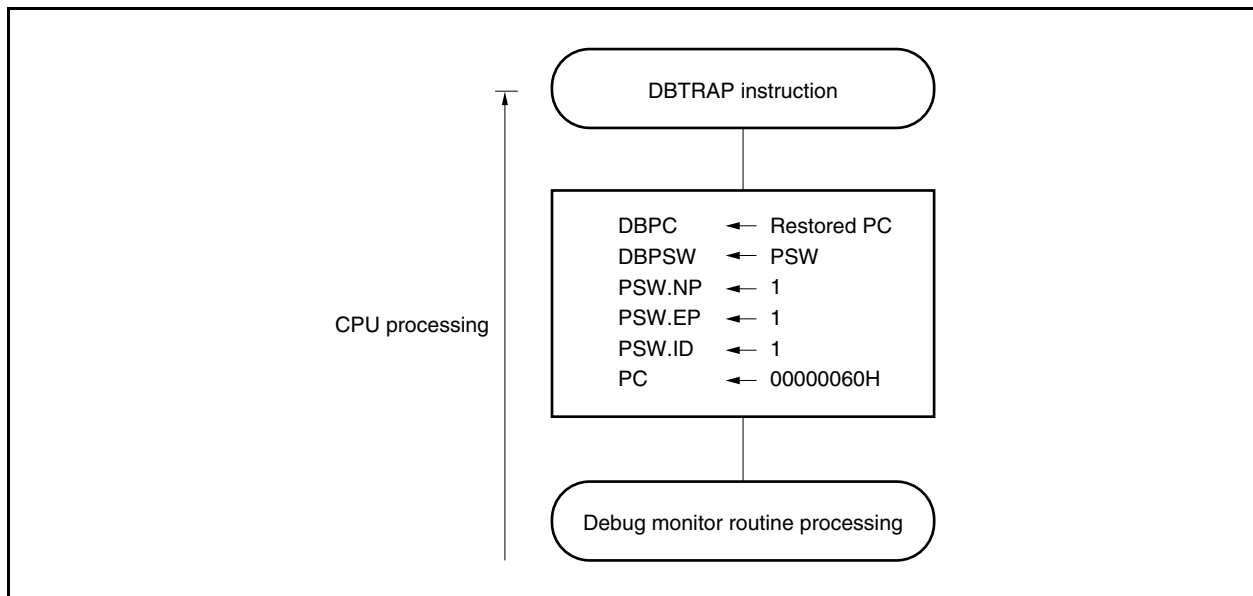 DBTRAP instruction
DBPC ← Restored PC
DBPSW ← PSW
PSW.NP ← 1
PSW.EP ← 1
PSW.ID ← 1
PC ← 00000060H
CPU processing
Debug monitor routine processing